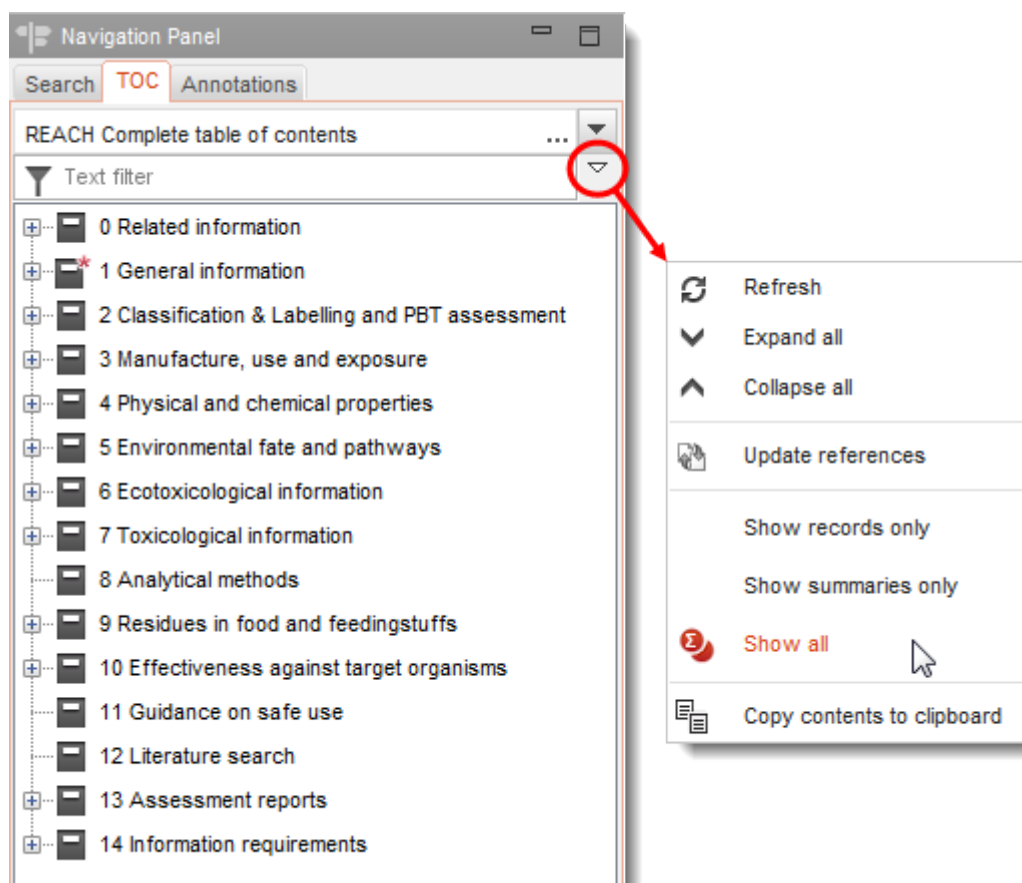 Navigation Panel
Search TOC Annotations
REACH Complete table of contents ...
Text filter
0 Related information
1 General information
2 Classification & Labelling and PBT assessment
3 Manufacture, use and exposure
4 Physical and chemical properties
5 Environmental fate and pathways
6 Ecotoxicological information
7 Toxicological information
8 Analytical methods
9 Residues in food and feedingstuffs
10 Effectiveness against target organisms
11 Guidance on safe use
12 Literature search
13 Assessment reports
14 Information requirements
Refresh
Expand all
Collapse all
Update references
Show records only
Show summaries only
Show all
Copy contents to clipboard